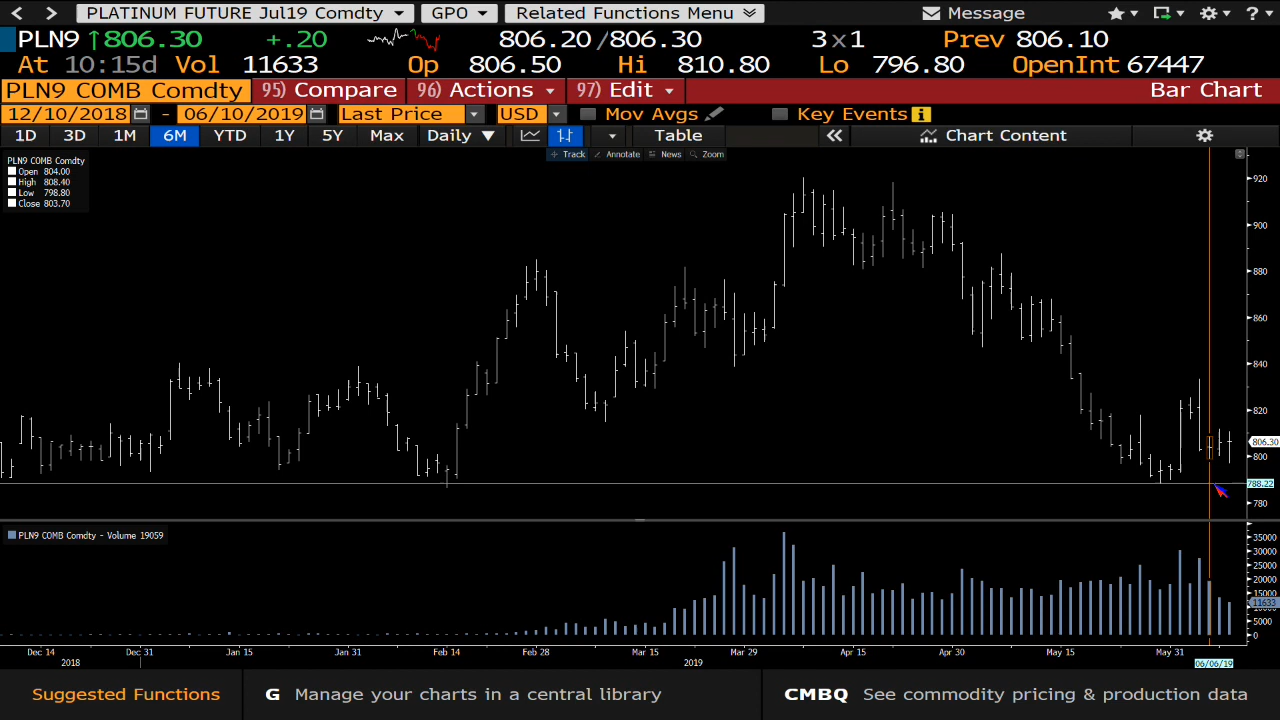 PLATINUM FUTURE Jul19 Comdty GPO Related Functions Menu Message ?
PLN9 ↑806.30 +.20 806.20/806.30 3x1 Prev 806.10
At 10:15d Vol 11633 Op 806.50 Hi 810.80 Lo 796.80 OpenInt 67447
PLN9 COMB Comdty 95) Compare 96) Actions 97) Edit Bar Chart
12/10/2018 - 06/10/2019 Last Price USD Mov Avgs Key Events i
1D 3D 1M 6M YTD 1Y 5Y Max Daily ▼ Table « Chart Content
Track Annotate News Zoom
PLN9 COMB Comdty
Open 804.00
High 808.40
Low 798.80
Close 803.70
920
900
880
860
840
820
806.30
800
788.22
780
PLN9 COMB Comdty - Volume 19059
35000
30000
25000
20000
15000
11633
5000
0
Dec 14 Dec 31 Jan 15 Jan 31 Feb 14 Feb 28 Mar 15 Mar 29 Apr 15 Apr 30 May 15 May 31
2018 2019 06/06/19
Suggested Functions G Manage your charts in a central library CMBQ See commodity pricing & production data